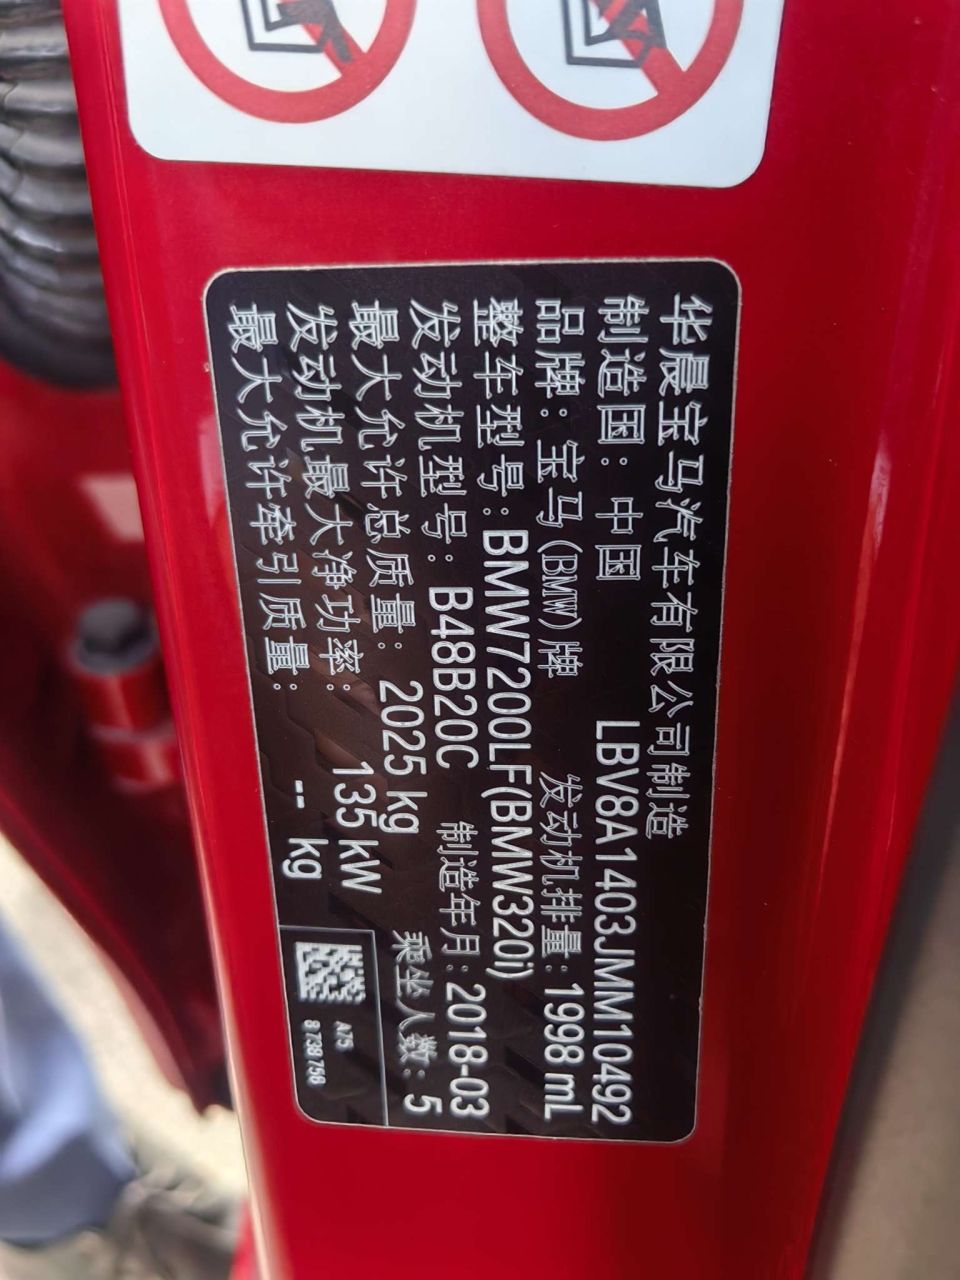 华晨宝马汽车有限公司制造
制造国：中国 LBV8A1403JMM10492
品牌：宝马(BMW)牌 发动机排量：1998 mL
整车型号：BMW7200LF(BMW320i)
发动机型号：B48B20C 制造年月：2018-03
最大允许总质量：2025 kg 乘坐人数：5
发动机最大净功率：135 kW
最大允许牵引质量：-- kg
A75
8 738 756